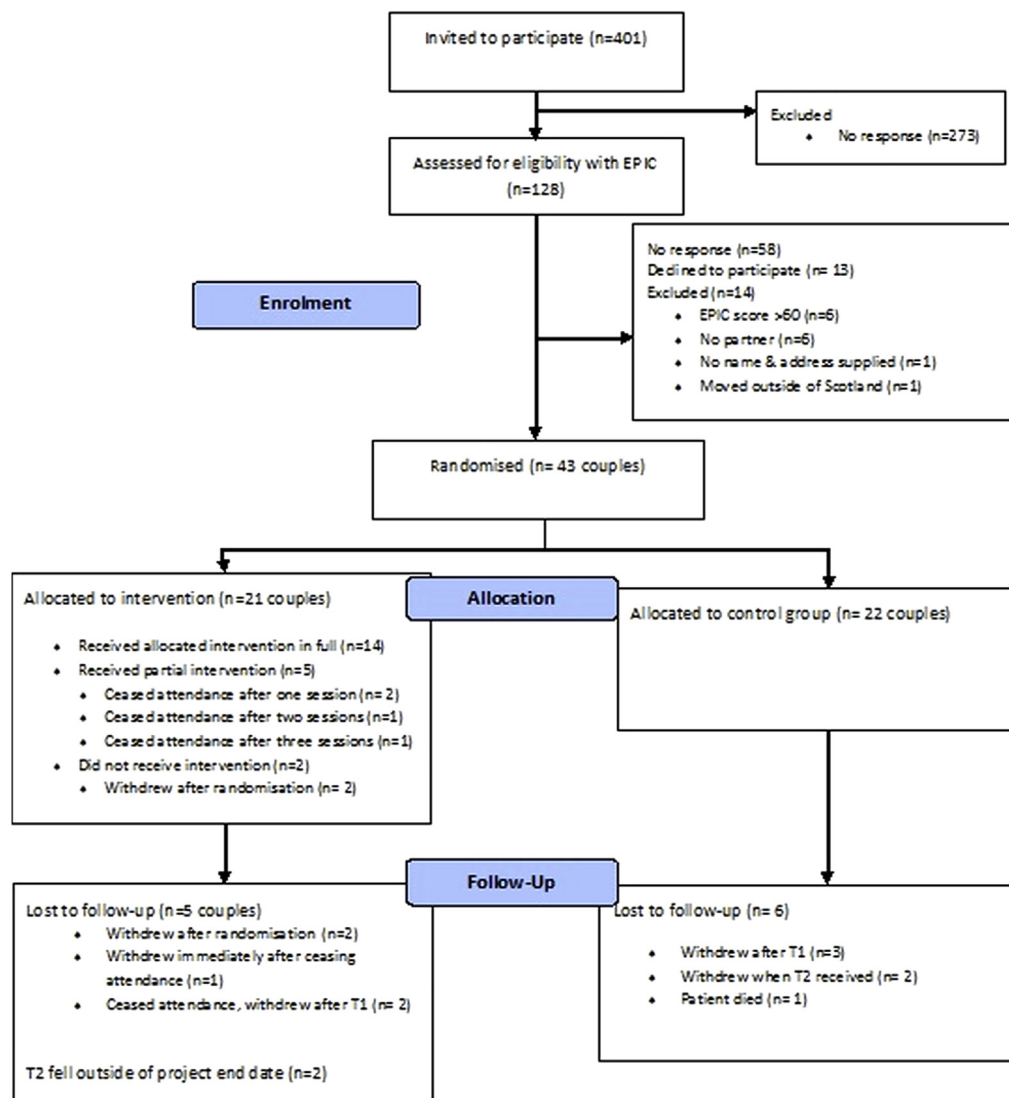 Invited to participate (n=401)
Excluded
No response (n=273)
Assessed for eligibility with EPIC
(n=128)
No response (n=58)
Declined to participate (n= 13)
Excluded (n=14)
EPIC score >60 (n=6)
No partner (n=6)
No name & address supplied (n=1)
Moved outside of Scotland (n=1)
Enrolment
Randomised (n= 43 couples)
Allocation
Allocated to intervention (n=21 couples)
Received allocated intervention in full (n=14)
Received partial intervention (n=5)
Ceased attendance after one session (n= 2)
Ceased attendance after two sessions (n=1)
Ceased attendance after three sessions (n=1)
Did not receive intervention (n=2)
Withdrew after randomisation (n= 2)
Allocated to control group (n= 22 couples)
Follow-Up
Lost to follow-up (n=5 couples)
Withdrew after randomisation (n=2)
Withdrew immediately after ceasing
attendance (n=1)
Ceased attendance, withdrew after T1 (n= 2)
T2 fell outside of project end date (n=2)
Lost to follow-up (n= 6)
Withdrew after T1 (n=3)
Withdrew when T2 received (n= 2)
Patient died (n= 1)